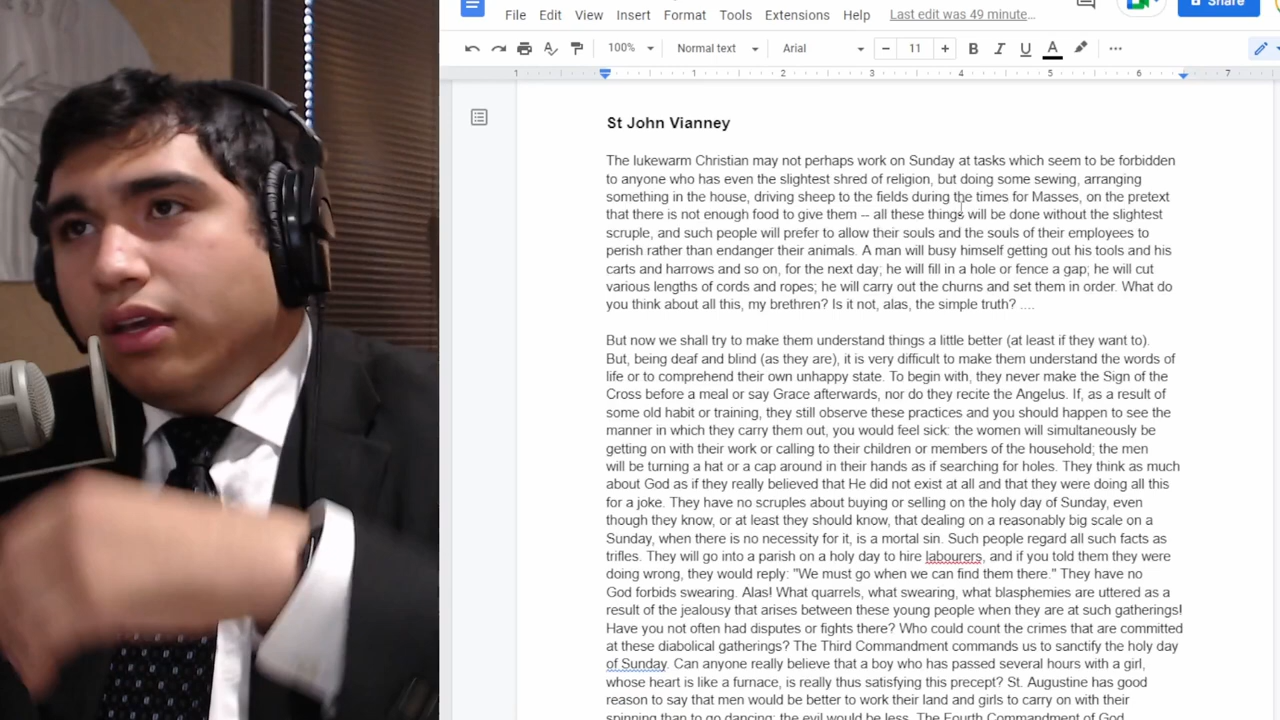 File Edit View Insert Format Tools Extensions Help Last edit was 49 minute...
Share
100% Normal text Arial − 11 + B I U A
1 1 2 3 4 5 6 7
St John Vianney
The lukewarm Christian may not perhaps work on Sunday at tasks which seem to be forbidden
to anyone who has even the slightest shred of religion, but doing some sewing, arranging
something in the house, driving sheep to the fields during the times for Masses, on the pretext
that there is not enough food to give them -- all these things will be done without the slightest
scruple, and such people will prefer to allow their souls and the souls of their employees to
perish rather than endanger their animals. A man will busy himself getting out his tools and his
carts and harrows and so on, for the next day; he will fill in a hole or fence a gap; he will cut
various lengths of cords and ropes; he will carry out the churns and set them in order. What do
you think about all this, my brethren? Is it not, alas, the simple truth? ....
But now we shall try to make them understand things a little better (at least if they want to).
But, being deaf and blind (as they are), it is very difficult to make them understand the words of
life or to comprehend their own unhappy state. To begin with, they never make the Sign of the
Cross before a meal or say Grace afterwards, nor do they recite the Angelus. If, as a result of
some old habit or training, they still observe these practices and you should happen to see the
manner in which they carry them out, you would feel sick: the women will simultaneously be
getting on with their work or calling to their children or members of the household; the men
will be turning a hat or a cap around in their hands as if searching for holes. They think as much
about God as if they really believed that He did not exist at all and that they were doing all this
for a joke. They have no scruples about buying or selling on the holy day of Sunday, even
though they know, or at least they should know, that dealing on a reasonably big scale on a
Sunday, when there is no necessity for it, is a mortal sin. Such people regard all such facts as
trifles. They will go into a parish on a holy day to hire labourers, and if you told them they were
doing wrong, they would reply: "We must go when we can find them there." They have no
God forbids swearing. Alas! What quarrels, what swearing, what blasphemies are uttered as a
result of the jealousy that arises between these young people when they are at such gatherings!
Have you not often had disputes or fights there? Who could count the crimes that are committed
at these diabolical gatherings? The Third Commandment commands us to sanctify the holy day
of Sunday. Can anyone really believe that a boy who has passed several hours with a girl,
whose heart is like a furnace, is really thus satisfying this precept? St. Augustine has good
reason to say that men would be better to work their land and girls to carry on with their
spinning than to go dancing; the evil would be less. The Fourth Commandment of God